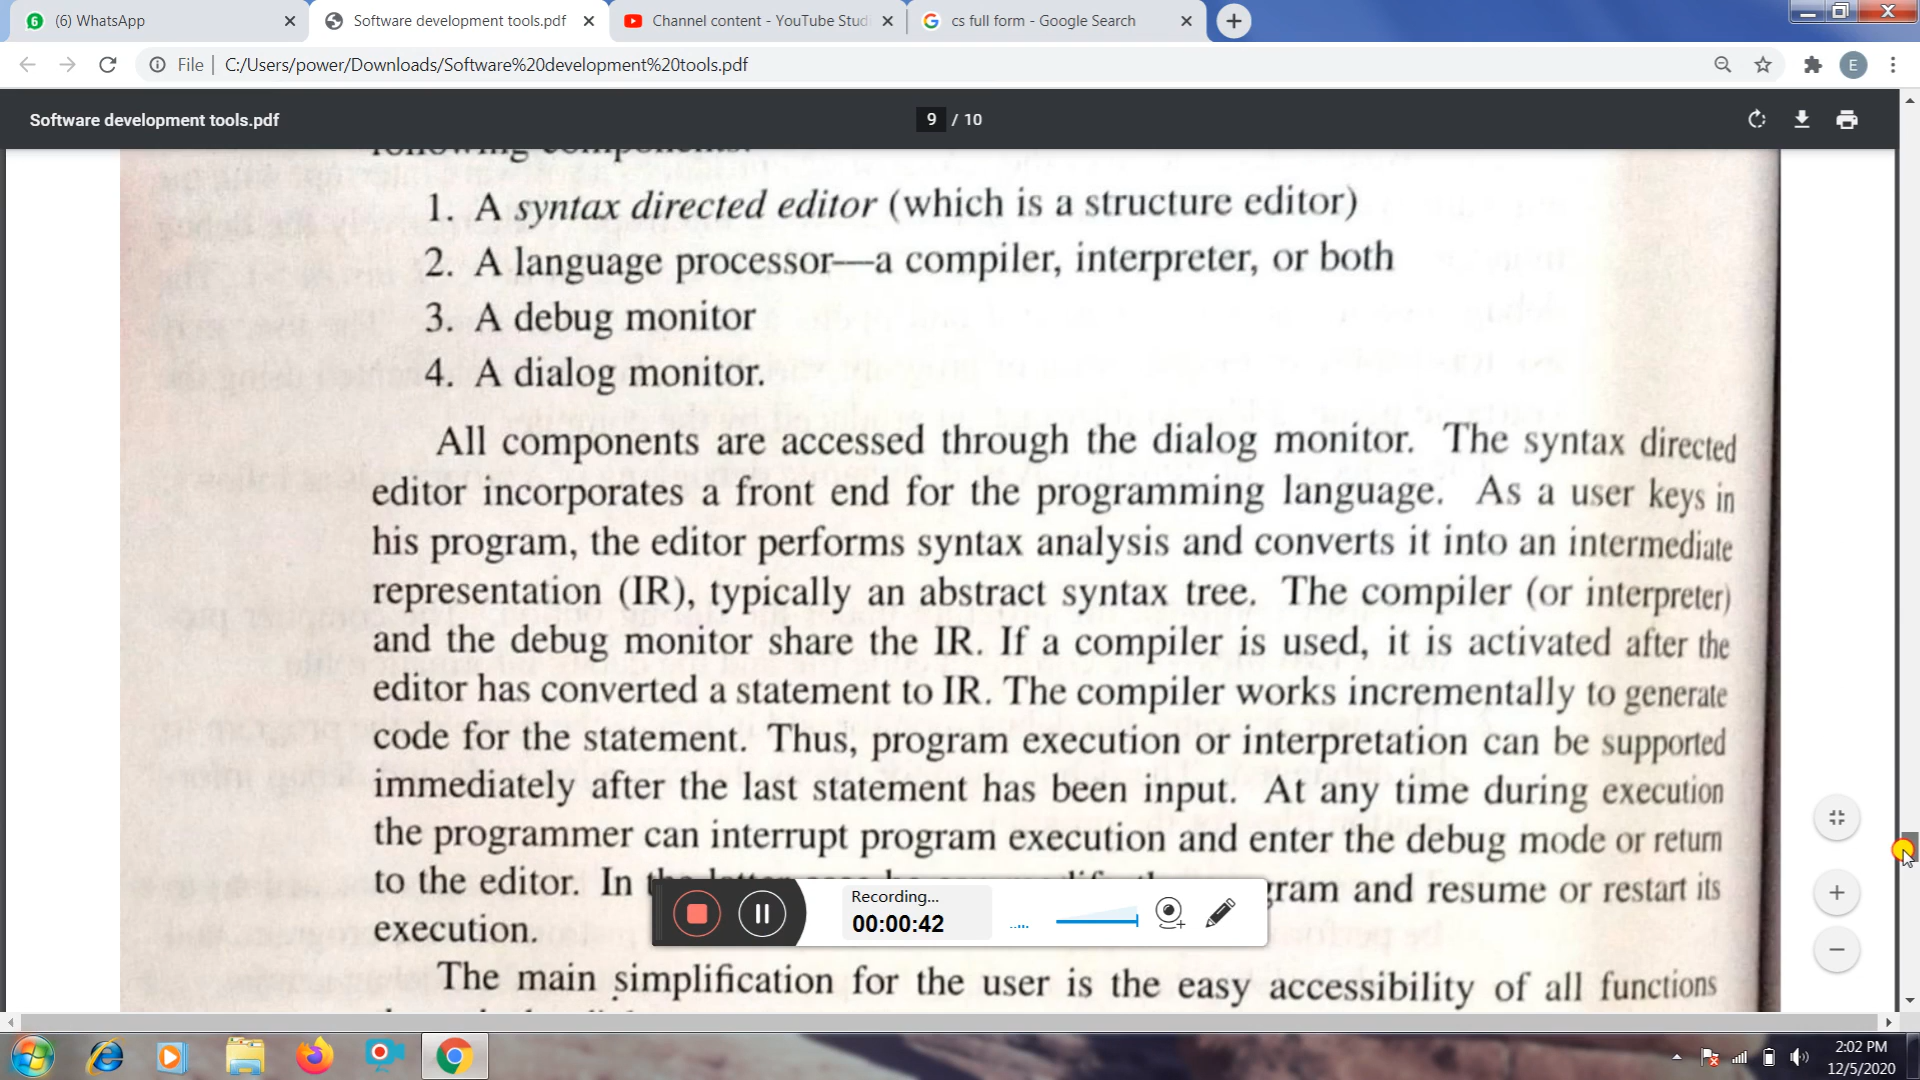 (6) WhatsApp
Software development tools.pdf
Channel content - YouTube Stud
cs full form - Google Search
File | C:/Users/power/Downloads/Software%20development%20tools.pdf
E
Software development tools.pdf
9 / 10
following components:
1. A syntax directed editor (which is a structure editor)
2. A language processor—a compiler, interpreter, or both
3. A debug monitor
4. A dialog monitor.
All components are accessed through the dialog monitor. The syntax directed
editor incorporates a front end for the programming language. As a user keys in
his program, the editor performs syntax analysis and converts it into an intermediate
representation (IR), typically an abstract syntax tree. The compiler (or interpreter)
and the debug monitor share the IR. If a compiler is used, it is activated after the
editor has converted a statement to IR. The compiler works incrementally to generate
code for the statement. Thus, program execution or interpretation can be supported
immediately after the last statement has been input. At any time during execution
the programmer can interrupt program execution and enter the debug mode or return
to the editor. In gram and resume or restart its
execution.
Recording...
00:00:42
The main simplification for the user is the easy accessibility of all functions
2:02 PM
12/5/2020